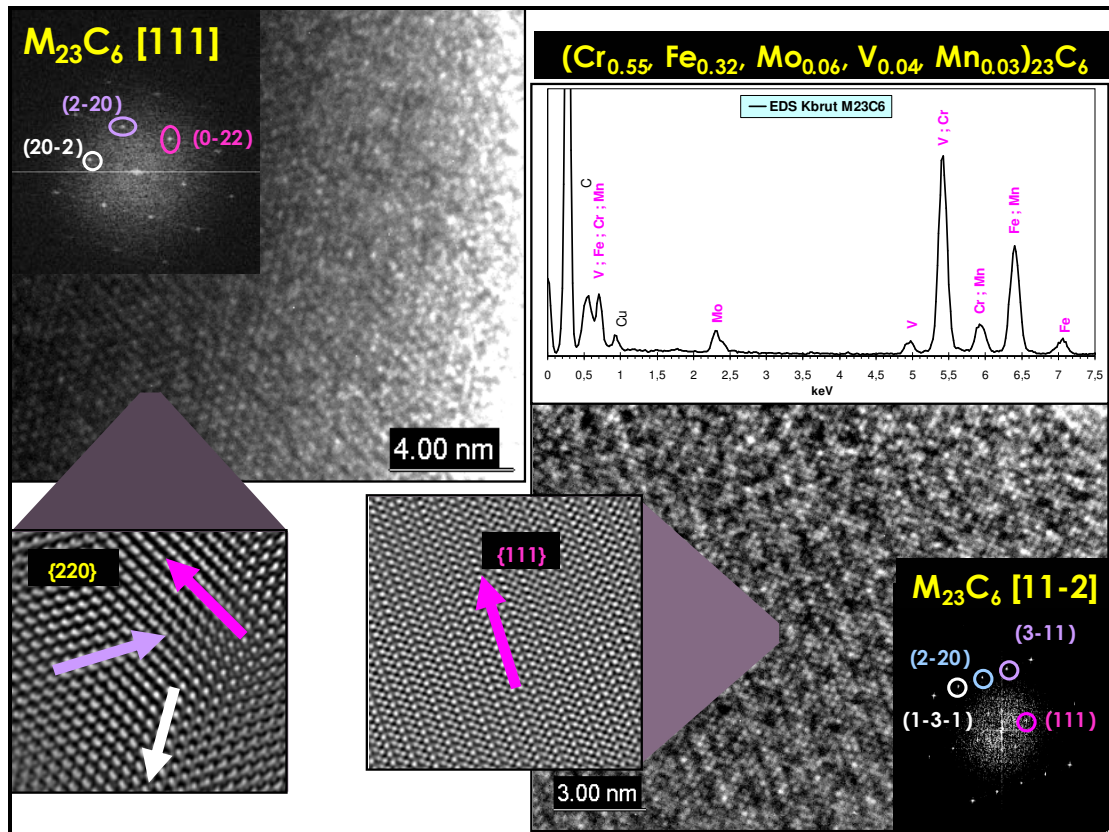 M23C6 [111]
(2-20)
(0-22)
(20-2)
4.00 nm
{220}
(Cr0.55, Fe0.32, Mo0.06, V0.04, Mn0.03)23C6
EDS Kbrut M23C6
C
V ; Fe ; Cr ; Mn
Cu
Mo
V
V ; Cr
Cr ; Mn
Fe ; Mn
Fe
0 0,5 1 1,5 2 2,5 3 3,5 4 4,5 5 5,5 6 6,5 7 7,5
keV
{111}
3.00 nm
M23C6 [11-2]
(3-11)
(2-20)
(1-3-1)
(111)